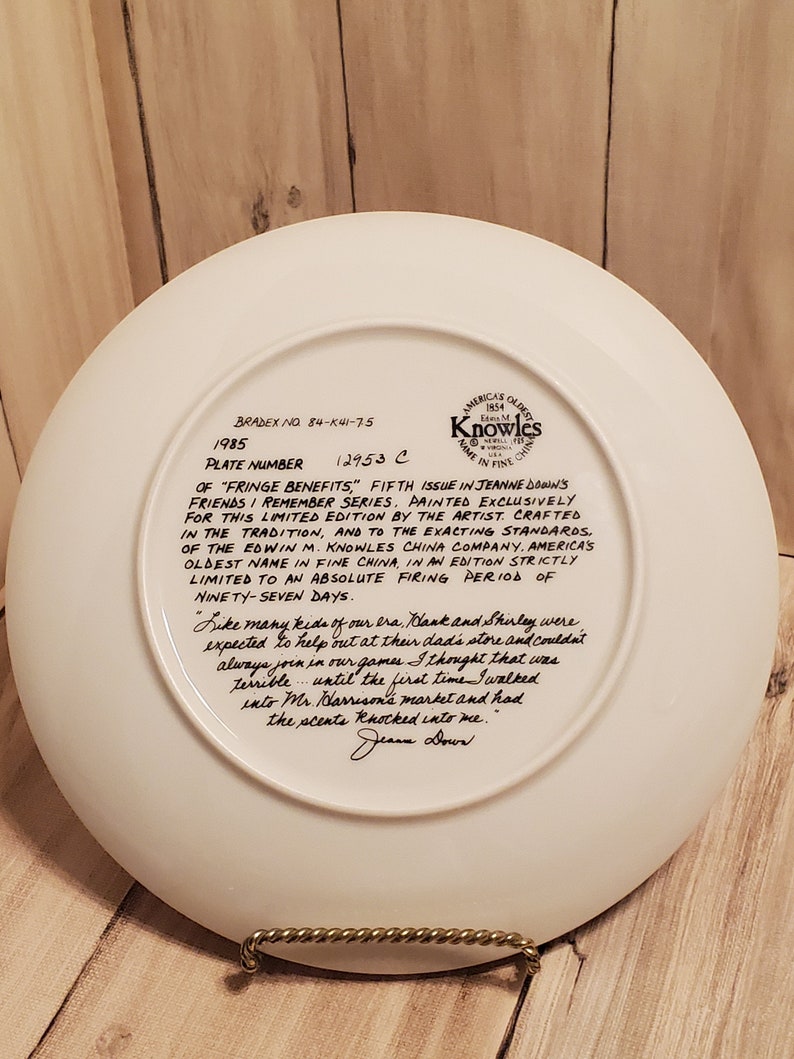 BRADEX NO. 84-K41-7.5
AMERICA'S OLDEST
1854
Edwin M.
Knowles
© NEWELL 1985
W VIRGINIA
U.S.A
NAME IN FINE CHINA
1985
PLATE NUMBER 12953 C
OF "FRINGE BENEFITS," FIFTH ISSUE IN JEANNE DOWN'S
FRIENDS I REMEMBER SERIES, PAINTED EXCLUSIVELY
FOR THIS LIMITED EDITION BY THE ARTIST. CRAFTED
IN THE TRADITION, AND TO THE EXACTING STANDARDS,
OF THE EDWIN M. KNOWLES CHINA COMPANY, AMERICA'S
OLDEST NAME IN FINE CHINA, IN AN EDITION STRICTLY
LIMITED TO AN ABSOLUTE FIRING PERIOD OF
NINETY-SEVEN DAYS.
"Like many kids of our era, Hank and Shirley were
expected to help out at their dad's store and couldn't
always join in our games. I thought that was
terrible... until the first time I walked
into Mr. Harrison's market and had
the scents knocked into me."
Jeanne Down